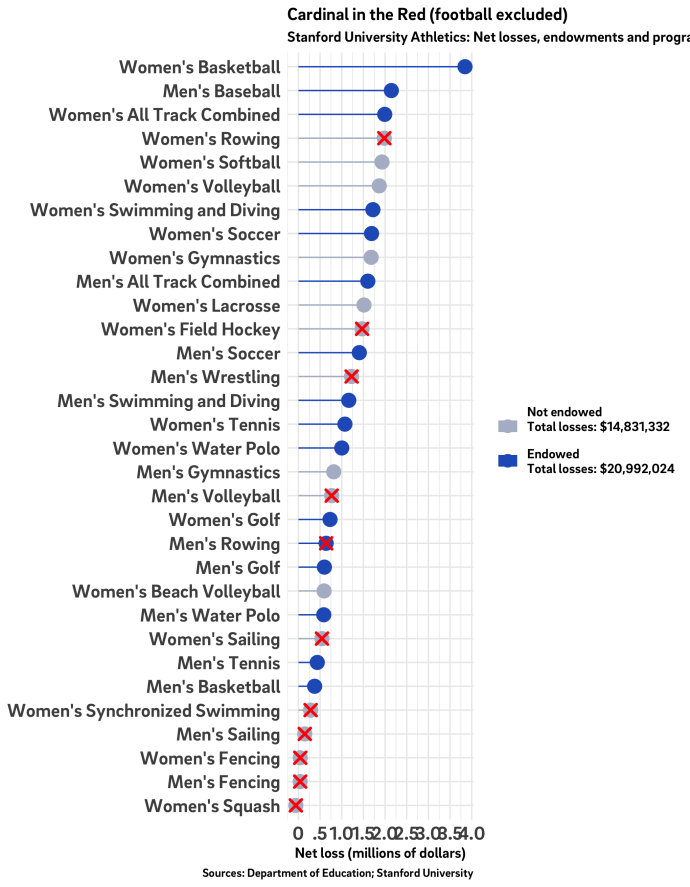 Cardinal in the Red (football excluded)
Stanford University Athletics: Net losses, endowments and progra
Women's Basketball
Men's Baseball
Women's All Track Combined
Women's Rowing
Women's Softball
Women's Volleyball
Women's Swimming and Diving
Women's Soccer
Women's Gymnastics
Men's All Track Combined
Women's Lacrosse
Women's Field Hockey
Men's Soccer
Men's Wrestling
Men's Swimming and Diving
Women's Tennis
Women's Water Polo
Men's Gymnastics
Men's Volleyball
Women's Golf
Men's Rowing
Men's Golf
Women's Beach Volleyball
Men's Water Polo
Women's Sailing
Men's Tennis
Men's Basketball
Women's Synchronized Swimming
Men's Sailing
Women's Fencing
Men's Fencing
Women's Squash
0 .5 1.0 1.5 2.0 2.5 3.0 3.5 4.0
Net loss (millions of dollars)
Sources: Department of Education; Stanford University
Not endowed
Total losses: $14,831,332
Endowed
Total losses: $20,992,024